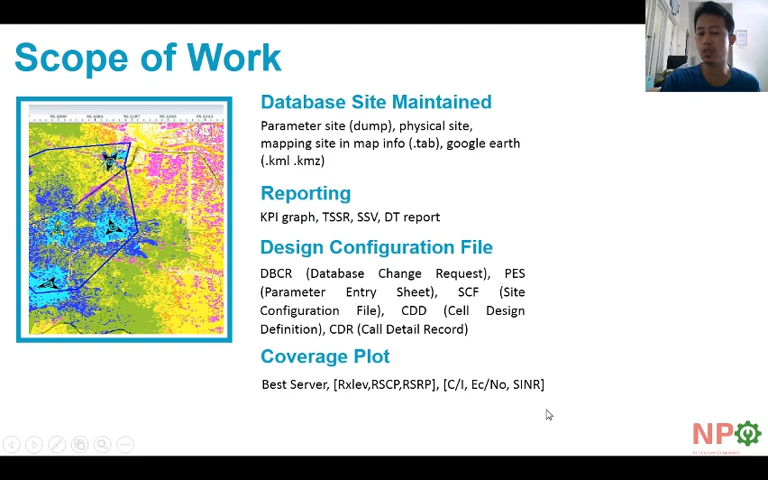 Scope of Work
Database Site Maintained
Parameter site (dump), physical site,
mapping site in map info (.tab), google earth
(.kml .kmz)
Reporting
KPI graph, TSSR, SSV, DT report
Design Configuration File
DBCR (Database Change Request), PES
(Parameter Entry Sheet), SCF (Site
Configuration File), CDD (Cell Design
Definition), CDR (Call Detail Record)
Coverage Plot
Best Server, [Rxlev,RSCP,RSRP], [C/I, Ec/No, SINR]
NPO